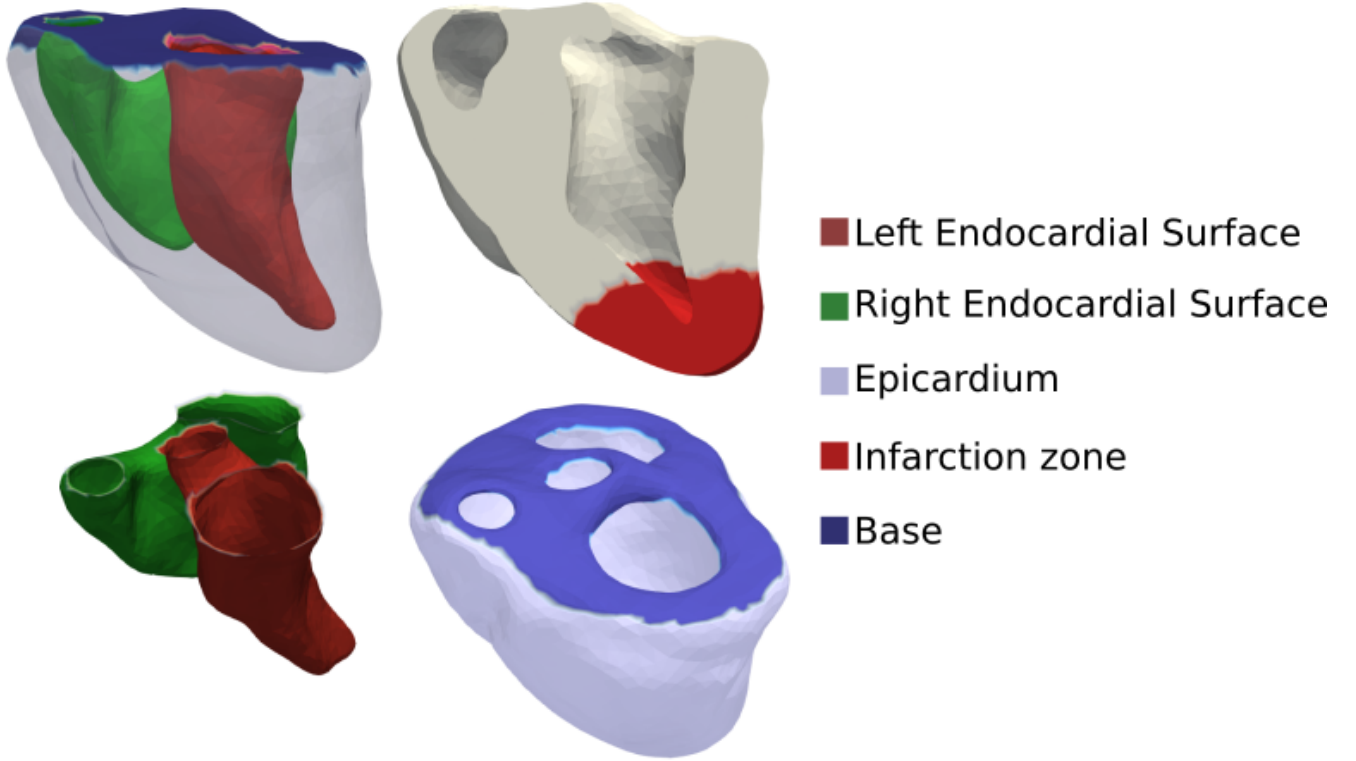 Left Endocardial Surface
Right Endocardial Surface
Epicardium
Infarction zone
Base